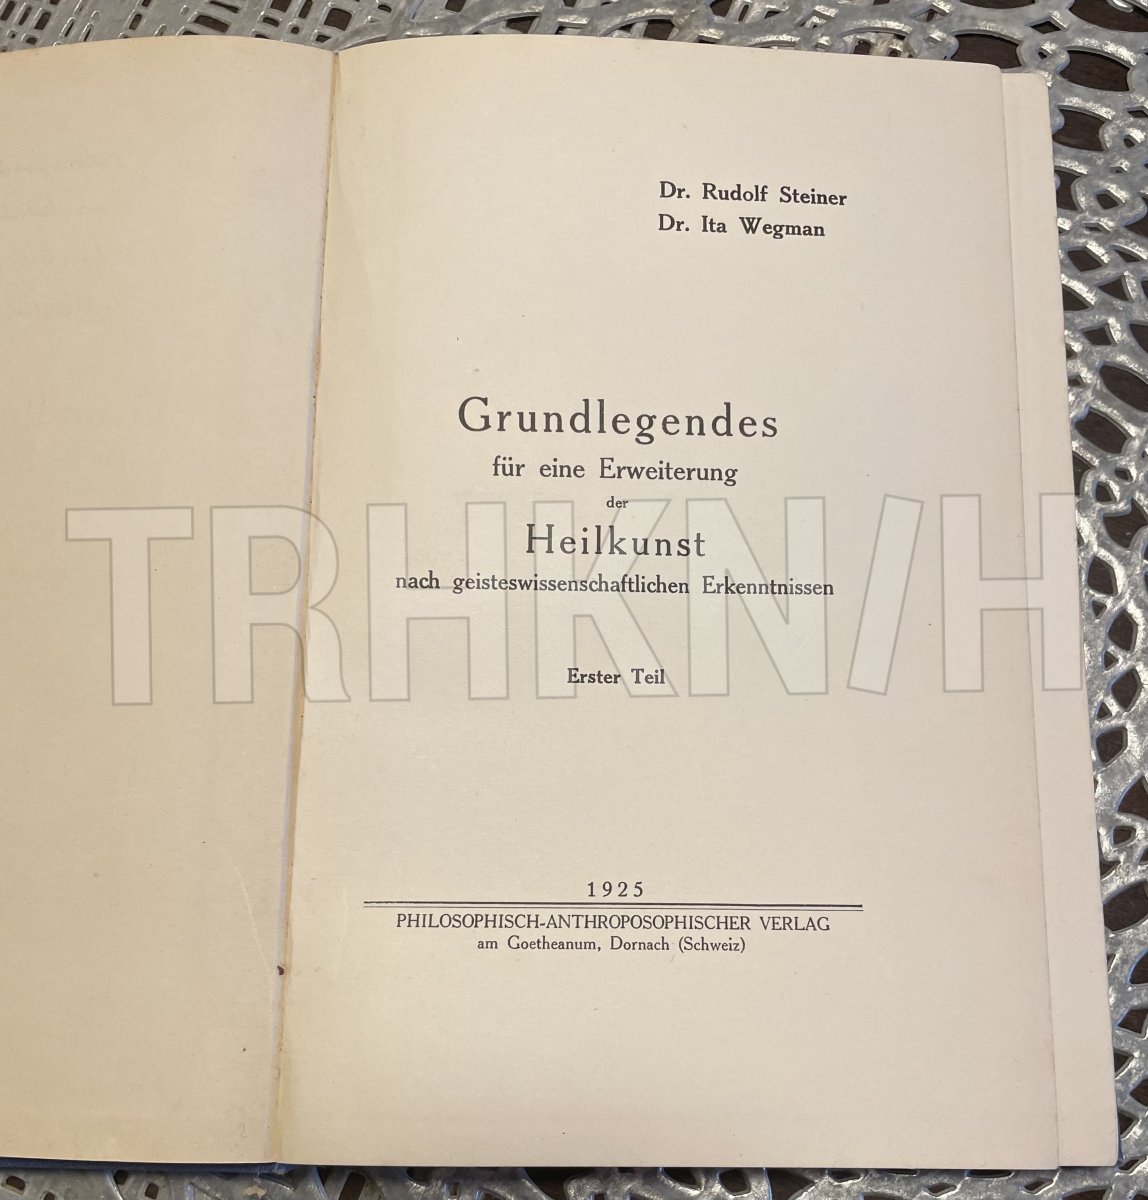 Dr. Rudolf Steiner
Dr. Ita Wegman
Grundlegendes
für eine Erweiterung
der
Heilkunst
nach geisteswissenschaftlichen Erkenntnissen
Erster Teil
1925
PHILOSOPHISCH-ANTHROPOSOPHISCHER VERLAG
am Goetheanum, Dornach (Schweiz)
TRHKN/H
2